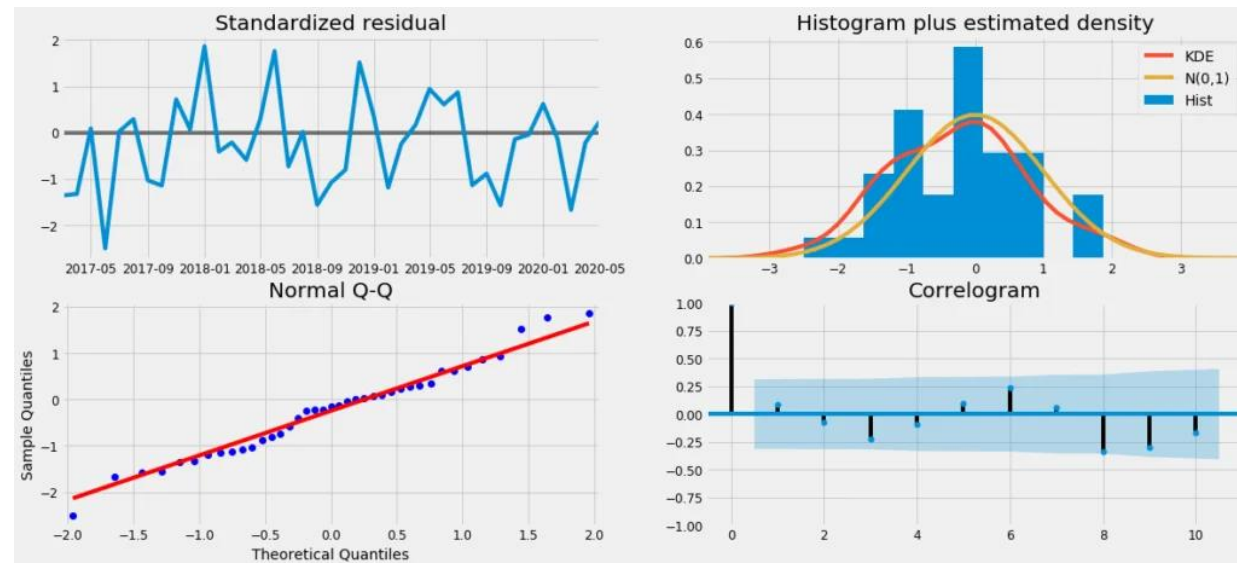 Standardized residual
2
1
0
−1
−2
2017-05 2017-09 2018-01 2018-05 2018-09 2019-01 2019-05 2019-09 2020-01 2020-05
Histogram plus estimated density
0.6
0.5
0.4
0.3
0.2
0.1
0.0
KDE
N(0,1)
Hist
−3 −2 −1 0 1 2 3
Normal Q-Q
2
1
0
−1
−2
Sample Quantiles
−2.0 −1.5 −1.0 −0.5 0.0 0.5 1.0 1.5 2.0
Theoretical Quantiles
Correlogram
1.00
0.75
0.50
0.25
0.00
−0.25
−0.50
−0.75
−1.00
0 2 4 6 8 10